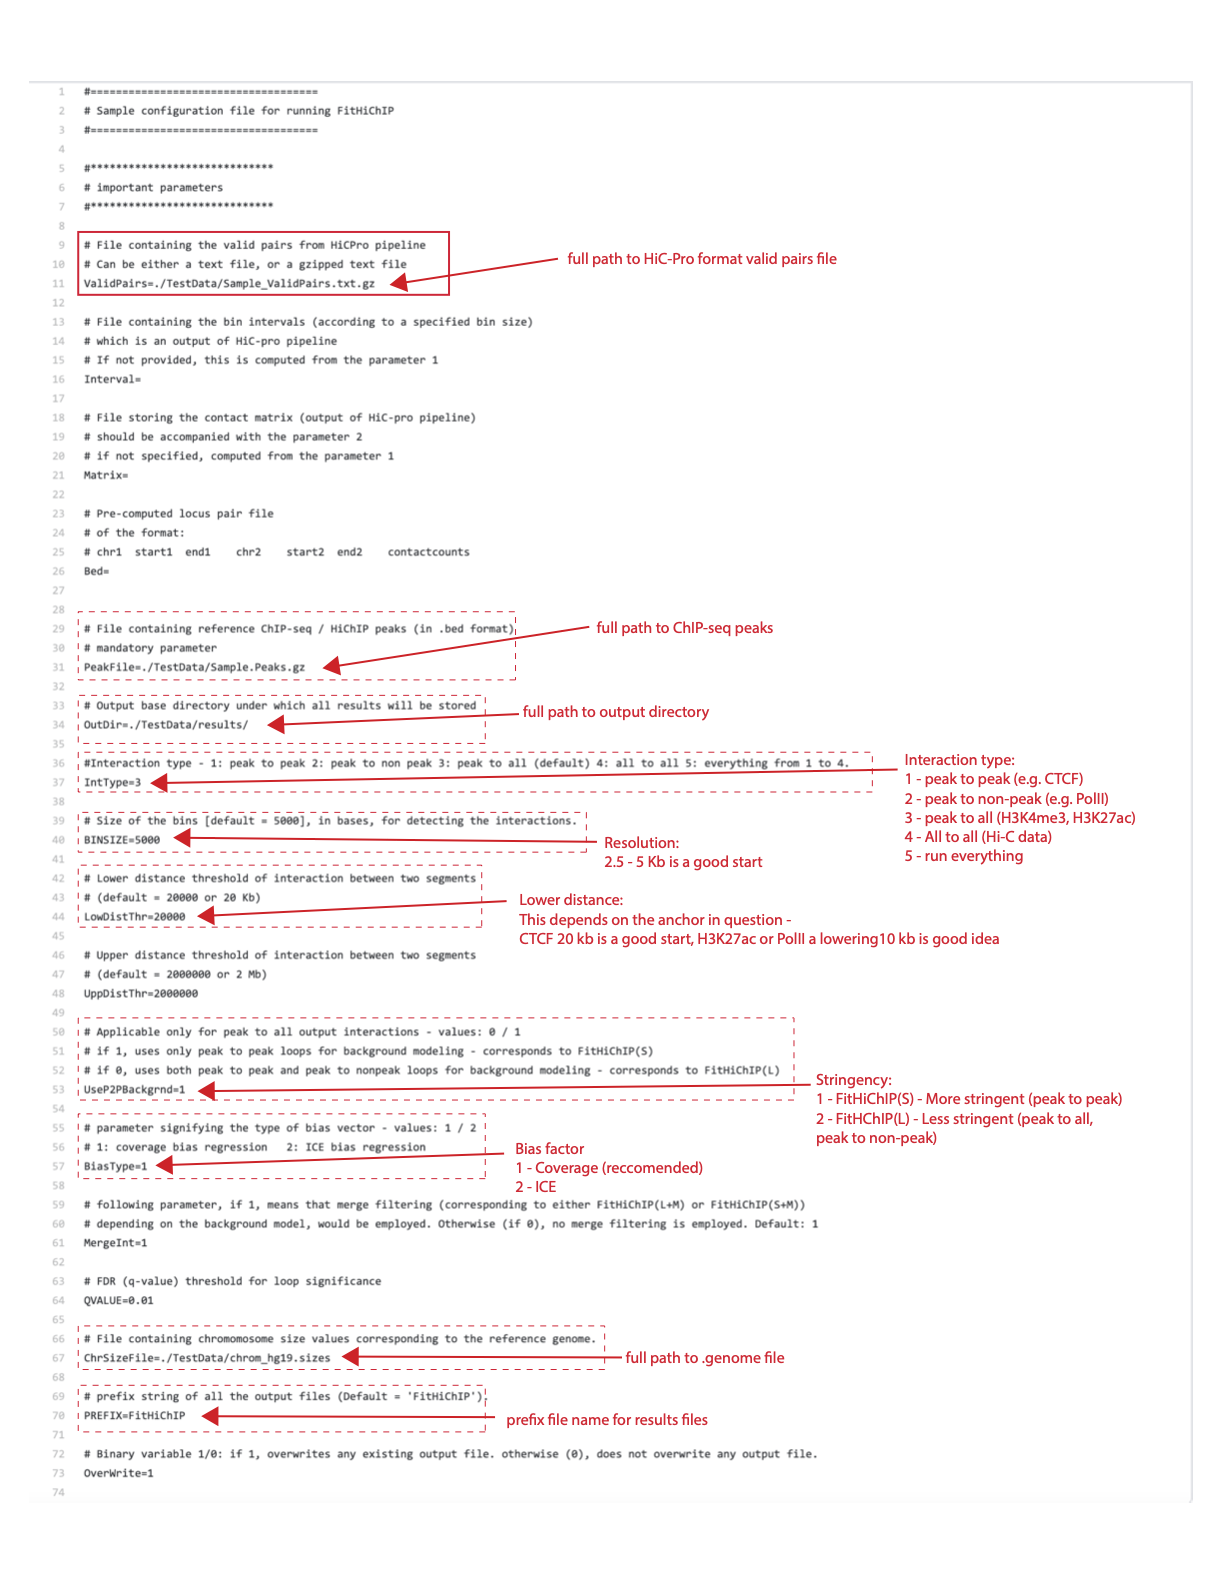 1 #====================================
2 # Sample configuration file for running FitHiChIP
3 #====================================
4
5 #*****************************
6 # important parameters
7 #*****************************
8
9 # File containing the valid pairs from HiCPro pipeline
10 # Can be either a text file, or a gzipped text file
11 ValidPairs=./TestData/Sample_ValidPairs.txt.gz
full path to HiC-Pro format valid pairs file
12
13 # File containing the bin intervals (according to a specified bin size)
14 # which is an output of HiC-pro pipeline
15 # If not provided, this is computed from the parameter 1
16 Interval=
17
18 # File storing the contact matrix (output of HiC-pro pipeline)
19 # should be accompanied with the parameter 2
20 # if not specified, computed from the parameter 1
21 Matrix=
22
23 # Pre-computed locus pair file
24 # of the format:
25 # chr1 start1 end1 chr2 start2 end2 contactcounts
26 Bed=
27
28
29 # File containing reference ChIP-seq / HiChIP peaks (in .bed format)
30 # mandatory parameter
31 PeakFile=./TestData/Sample.Peaks.gz
full path to ChIP-seq peaks
32
33 # Output base directory under which all results will be stored
34 OutDir=./TestData/results/
full path to output directory
35
36 #Interaction type - 1: peak to peak 2: peak to non peak 3: peak to all (default) 4: all to all 5: everything from 1 to 4.
37 IntType=3
Interaction type:
1 - peak to peak (e.g. CTCF)
2 - peak to non-peak (e.g. PolII)
3 - peak to all (H3K4me3, H3K27ac)
4 - All to all (Hi-C data)
5 - run everything
38
39 # Size of the bins [default = 5000], in bases, for detecting the interactions.
40 BINSIZE=5000
Resolution:
2.5 - 5 Kb is a good start
41
42 # Lower distance threshold of interaction between two segments
43 # (default = 20000 or 20 Kb)
44 LowDistThr=20000
Lower distance:
This depends on the anchor in question -
CTCF 20 kb is a good start, H3K27ac or PolII a lowering10 kb is good idea
45
46 # Upper distance threshold of interaction between two segments
47 # (default = 2000000 or 2 Mb)
48 UppDistThr=2000000
49
50 # Applicable only for peak to all output interactions - values: 0 / 1
51 # if 1, uses only peak to peak loops for background modeling - corresponds to FitHiChIP(S)
52 # if 0, uses both peak to peak and peak to nonpeak loops for background modeling - corresponds to FitHiChIP(L)
53 UseP2PBackgrnd=1
Stringency:
1 - FitHiChIP(S) - More stringent (peak to peak)
2 - FitHChIP(L) - Less stringent (peak to all,
peak to non-peak)
54
55 # parameter signifying the type of bias vector - values: 1 / 2
56 # 1: coverage bias regression 2: ICE bias regression
57 BiasType=1
Bias factor
1 - Coverage (reccomended)
2 - ICE
58
59 # following parameter, if 1, means that merge filtering (corresponding to either FitHiChIP(L+M) or FitHiChIP(S+M))
60 # depending on the background model, would be employed. Otherwise (if 0), no merge filtering is employed. Default: 1
61 MergeInt=1
62
63 # FDR (q-value) threshold for loop significance
64 QVALUE=0.01
65
66 # File containing chromomosome size values corresponding to the reference genome.
67 ChrSizeFile=./TestData/chrom_hg19.sizes
full path to .genome file
68
69 # prefix string of all the output files (Default = 'FitHiChIP').
70 PREFIX=FitHiChIP
prefix file name for results files
71
72 # Binary variable 1/0: if 1, overwrites any existing output file. otherwise (0), does not overwrite any output file.
73 OverWrite=1
74